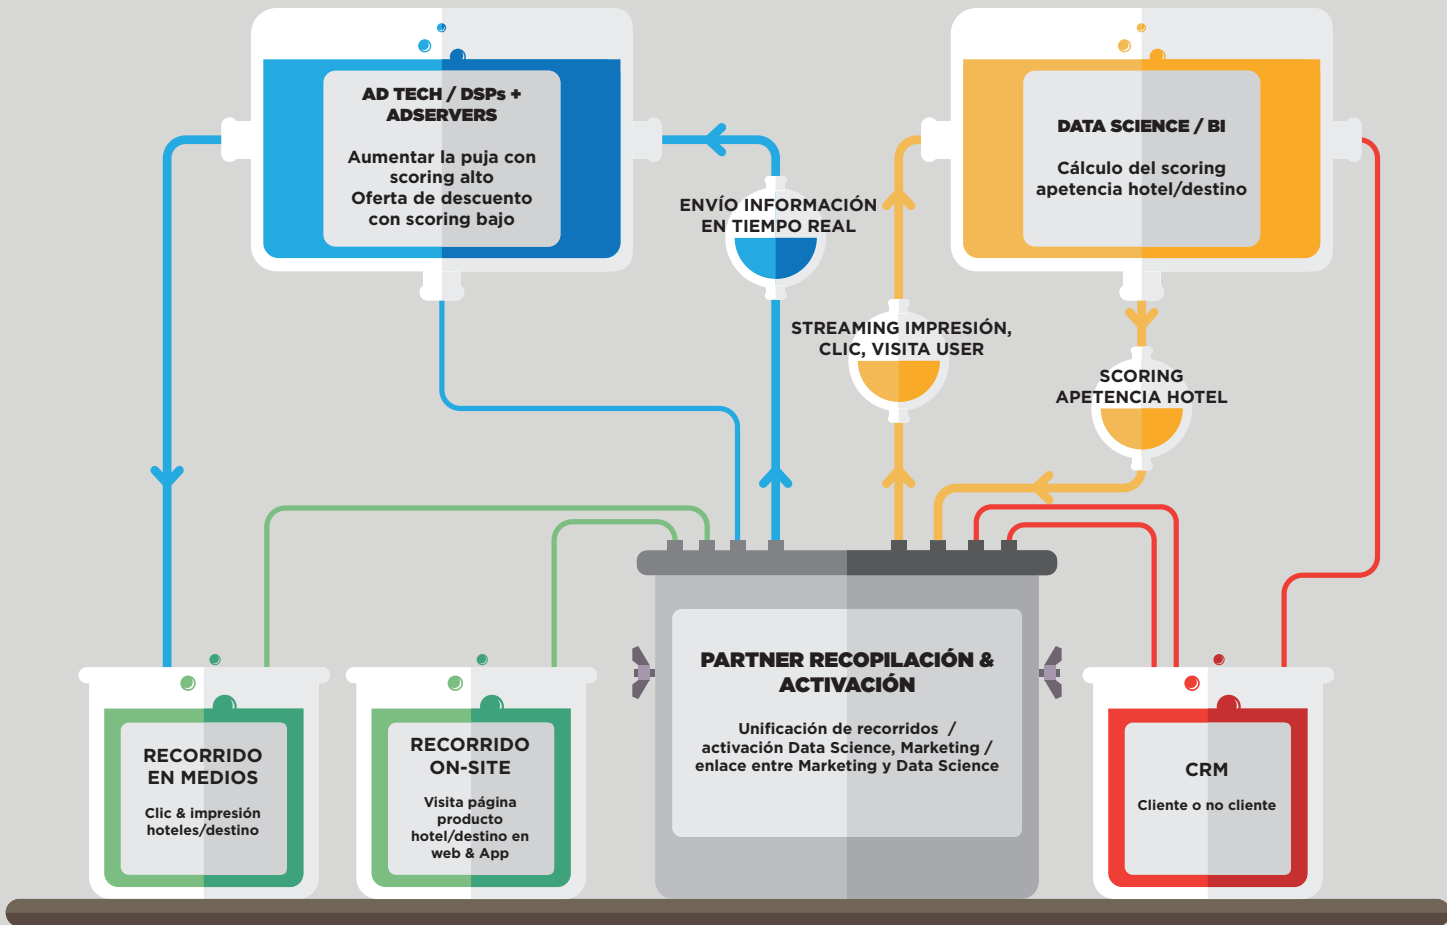 AD TECH / DSPs +
ADSERVERS
Aumentar la puja con
scoring alto
Oferta de descuento
con scoring bajo
DATA SCIENCE / BI
Cálculo del scoring
apetencia hotel/destino
ENVÍO INFORMACIÓN
EN TIEMPO REAL
STREAMING IMPRESIÓN,
CLIC, VISITA USER
SCORING
APETENCIA HOTEL
RECORRIDO
EN MEDIOS
Clic & impresión
hoteles/destino
RECORRIDO
ON-SITE
Visita página
producto
hotel/destino en
web & App
PARTNER RECOPILACIÓN &
ACTIVACIÓN
Unificación de recorridos /
activación Data Science, Marketing /
enlace entre Marketing y Data Science
CRM
Cliente o no cliente